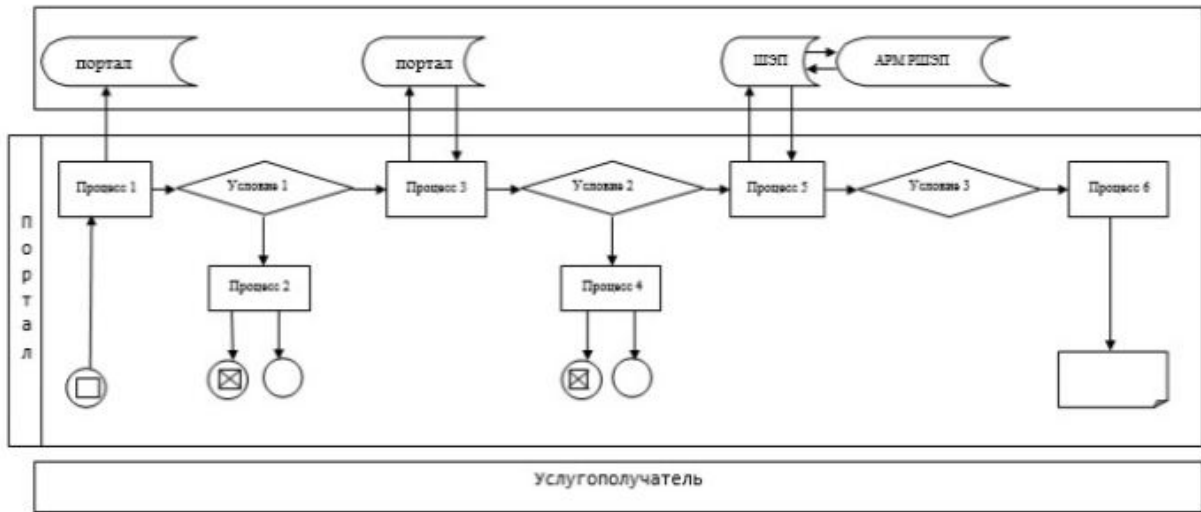 портал
портал
ШЭП
АРМ РШЭП
Процесс 1
Условие 1
Процесс 3
Условие 2
Процесс 5
Условие 3
Процесс 6
Портал
Процесс 2
Процесс 4
Услугополучатель